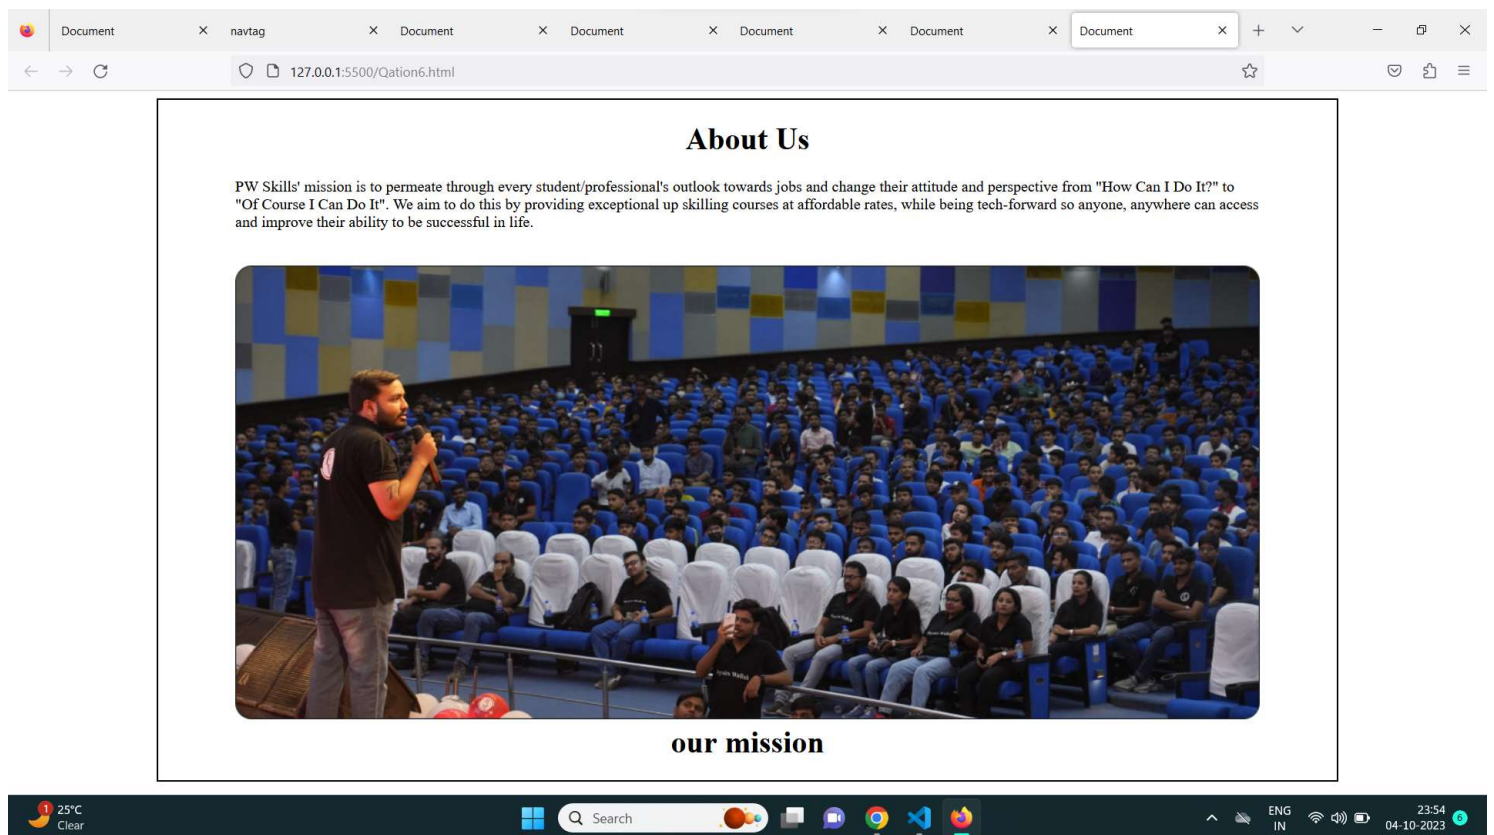 Document
navtag
Document
Document
Document
Document
Document
127.0.0.1:5500/Qation6.html
About Us
PW Skills' mission is to permeate through every student/professional's outlook towards jobs and change their attitude and perspective from "How Can I Do It?" to
"Of Course I Can Do It". We aim to do this by providing exceptional up skilling courses at affordable rates, while being tech-forward so anyone, anywhere can access
and improve their ability to be successful in life.
our mission
1
25°C
Clear
Search
ENG
IN
23:54
04-10-2023
6